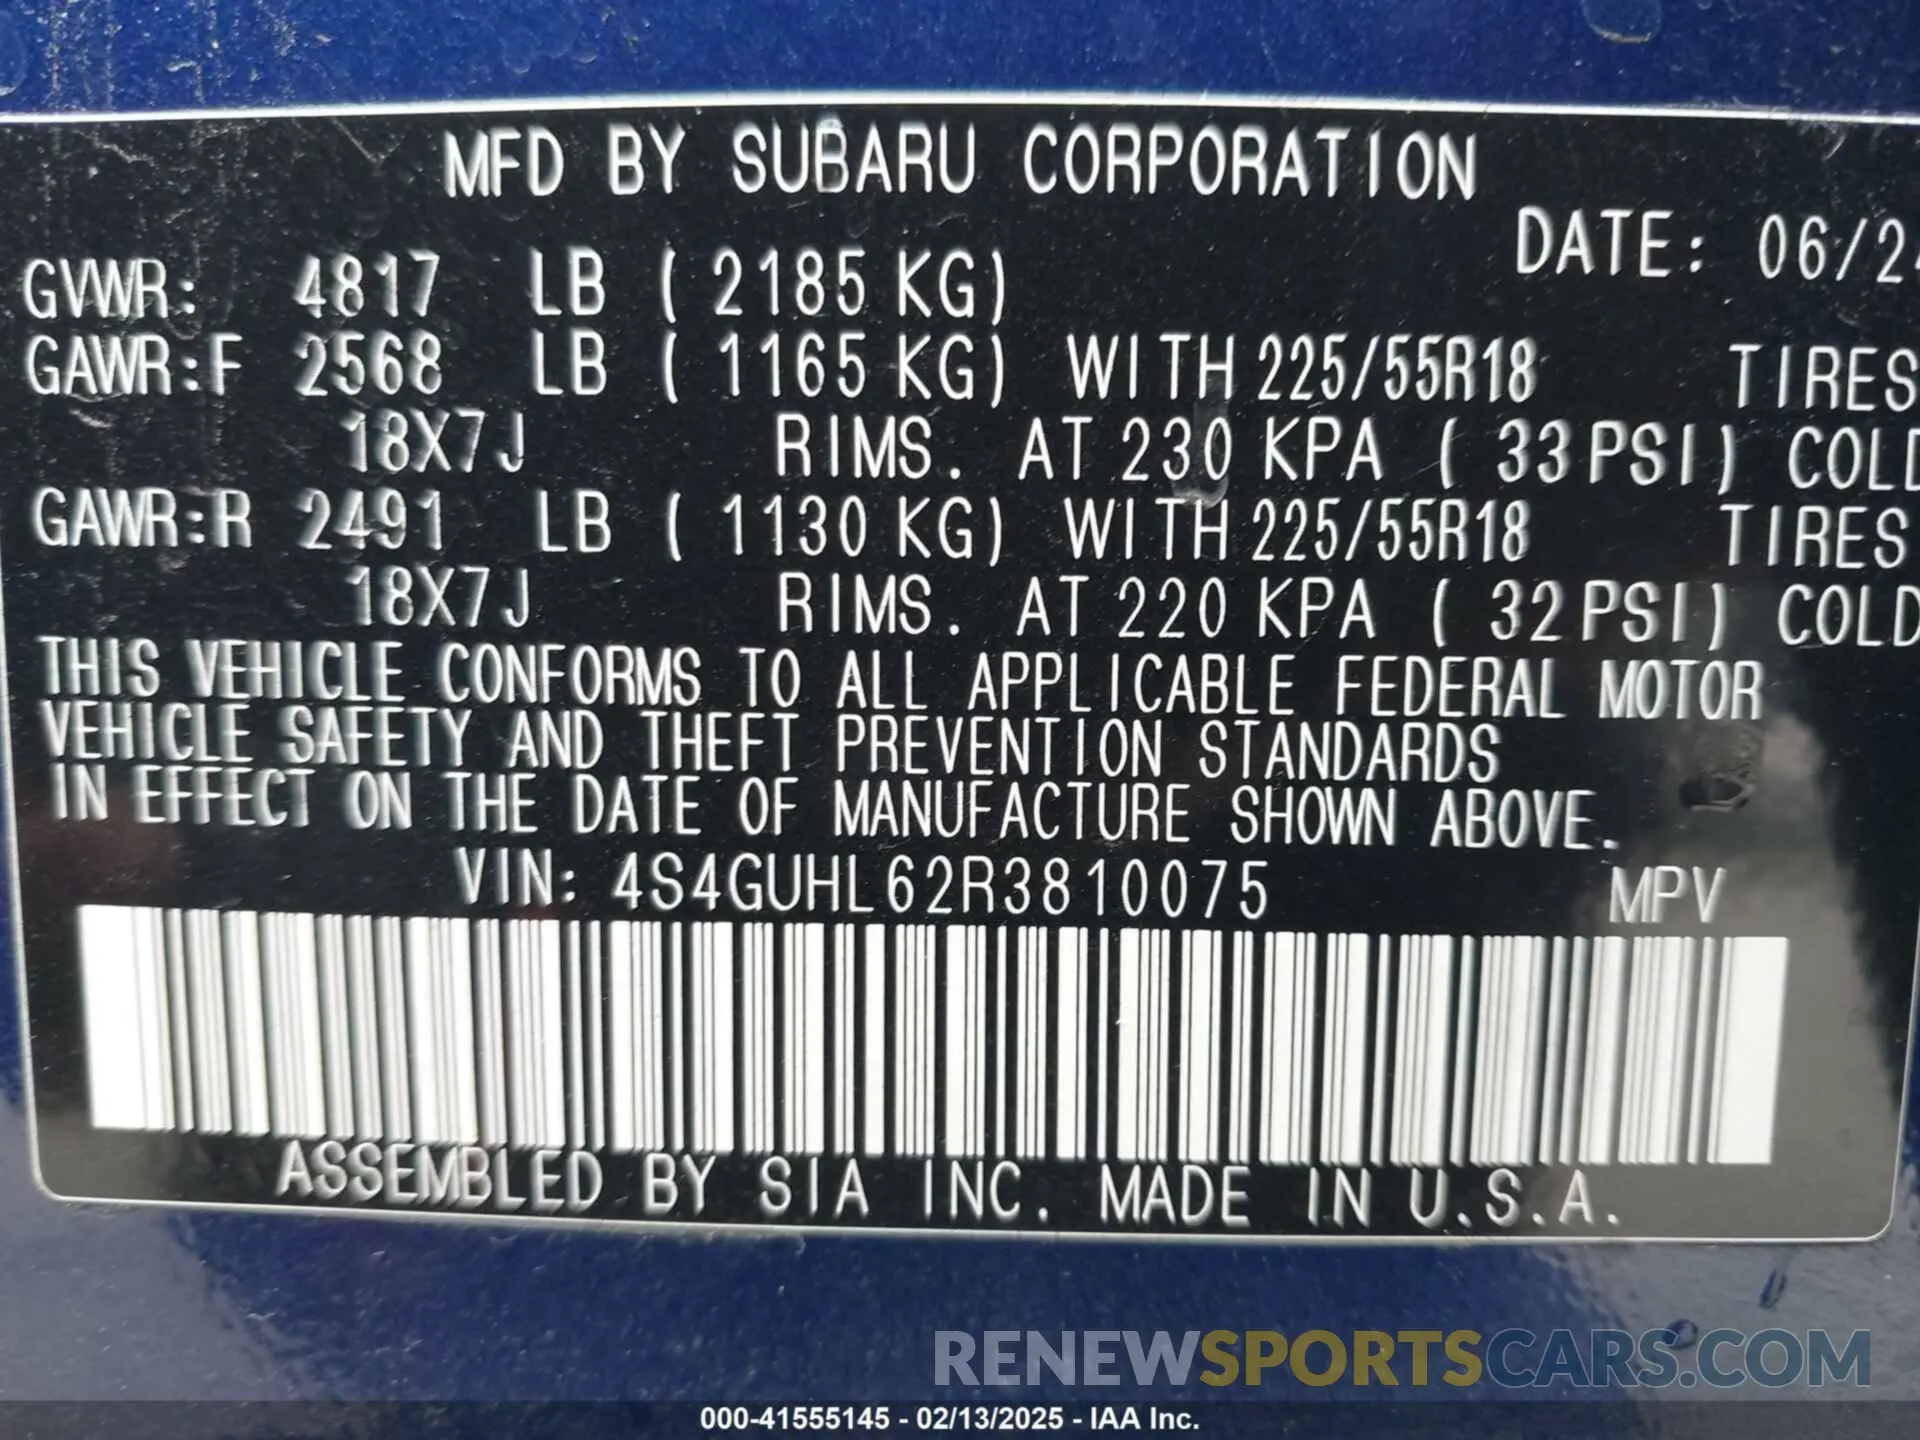 MFD BY SUBARU CORPORATION
DATE: 06/24
GVWR: 4817 LB ( 2185 KG)
GAWR:F 2568 LB ( 1165 KG) WITH 225/55R18 TIRES
18X7J RIMS. AT 230 KPA ( 33 PSI) COLD
GAWR:R 2491 LB ( 1130 KG) WITH 225/55R18 TIRES
18X7J RIMS. AT 220 KPA ( 32 PSI) COLD
THIS VEHICLE CONFORMS TO ALL APPLICABLE FEDERAL MOTOR
VEHICLE SAFETY AND THEFT PREVENTION STANDARDS
IN EFFECT ON THE DATE OF MANUFACTURE SHOWN ABOVE.
VIN: 4S4GUHL62R3810075 MPV
ASSEMBLED BY SIA INC. MADE IN U.S.A.
RENEWSPORTSCARS.COM
000-41555145 - 02/13/2025 - IAA Inc.